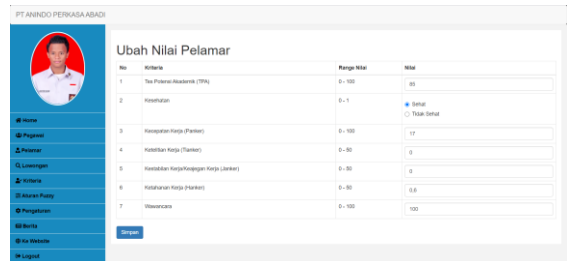 PT ANINDO PERKASA ABADI
Home
Pegawai
Pelamar
Lowongan
Kriteria
Aturan Fuzzy
Pengaturan
Berita
Ke Website
Logout
Ubah Nilai Pelamar
No Kriteria Range Nilai Nilai
1 Tes Potensi Akademik (TPA) 0 - 100
2 Kesehatan 0 - 1 Sehat
Tidak Sehat
3 Kecepatan Kerja (Panker) 0 - 100 17
4 Ketelitian Kerja (Tianker) 0 - 50 0
5 Kestabilan Kerja/Keajegan Kerja (Janker) 0 - 50 0
6 Ketahanan Kerja (Hanker) 0 - 50 0,6
7 Wawancara 0 - 100 100
Simpan